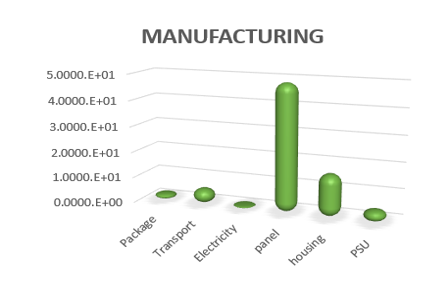 MANUFACTURING
5.0000.E+01
4.0000.E+01
3.0000.E+01
2.0000.E+01
1.0000.E+01
0.0000.E+00
Package
Transport
Electricity
panel
housing
PSU